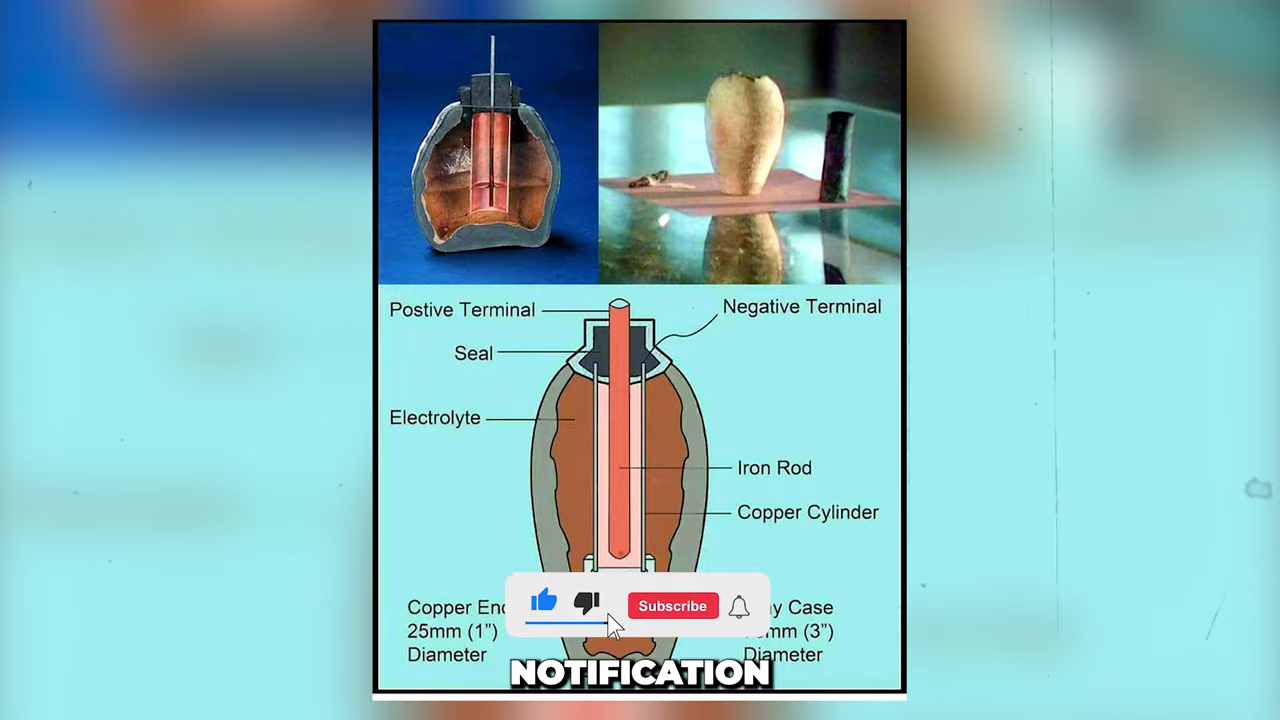 Postive Terminal
Negative Terminal
Seal
Electrolyte
Iron Rod
Copper Cylinder
Copper
25mm (1”)
Diameter
Case
(3”)
Diameter
Subscribe
NOTIFICATION